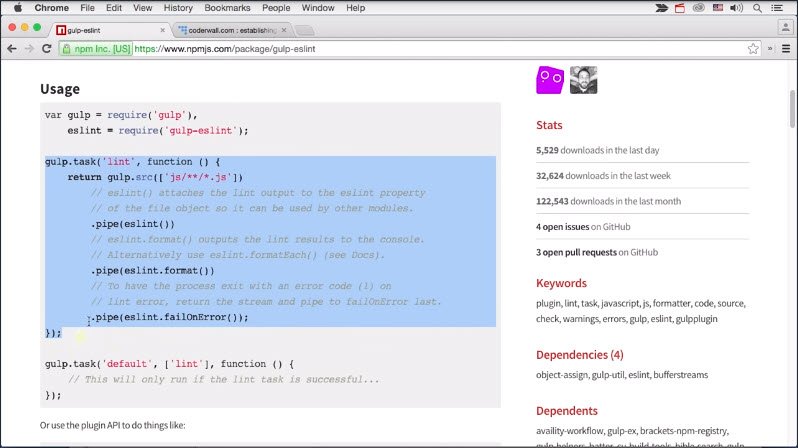 Chrome File Edit View History Bookmarks People Window Help
gulp-eslint
coderwall.com : establishing
npm Inc. [US] https://www.npmjs.com/package/gulp-eslint
Usage
var gulp = require('gulp'),
eslint = require('gulp-eslint');
gulp.task('lint', function () {
return gulp.src(['js/**/*.js'])
// eslint() attaches the lint output to the eslint property
// of the file object so it can be used by other modules.
.pipe(eslint())
// eslint.format() outputs the lint results to the console.
// Alternatively use eslint.formatEach() (see Docs).
.pipe(eslint.format())
// To have the process exit with an error code (1) on
// lint error, return the stream and pipe to failOnError last.
.pipe(eslint.failOnError());
});
gulp.task('default', ['lint'], function () {
// This will only run if the lint task is successful...
});
Or use the plugin API to do things like:
Stats
5,529 downloads in the last day
32,624 downloads in the last week
122,543 downloads in the last month
4 open issues on GitHub
3 open pull requests on GitHub
Keywords
plugin, lint, task, javascript, js, formatter, code, source,
check, warnings, errors, gulp, eslint, gulpplugin
Dependencies (4)
object-assign, gulp-util, eslint, bufferstreams
Dependents
availity-workflow, gulp-ex, brackets-npm-registry,